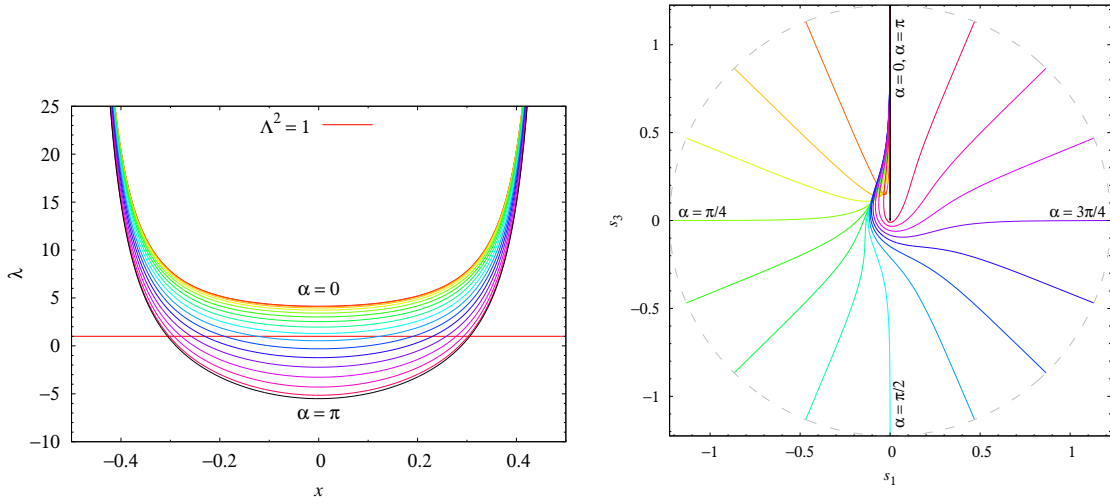 25
20
15
10
5
0
−5
−10
λ
Λ² = 1
α = 0
α = π
−0.4
−0.2
0
0.2
0.4
x
1
0.5
0
−0.5
−1
s₃
α = 0, α = π
α = π/4
α = 3π/4
α = π/2
−1
−0.5
0
0.5
1
s₁